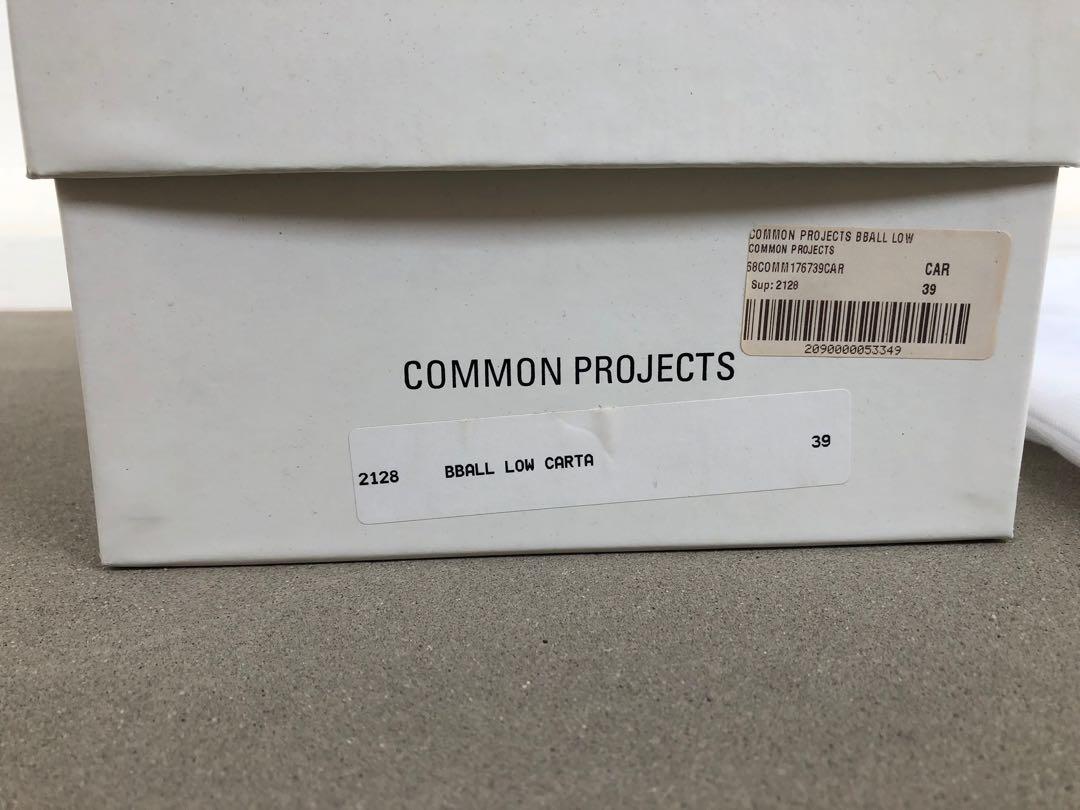 COMMON PROJECTS BBALL LOW
COMMON PROJECTS
68COMM176739CAR CAR
Sup: 2128 39
2090000053349
COMMON PROJECTS
2128 BBALL LOW CARTA 39